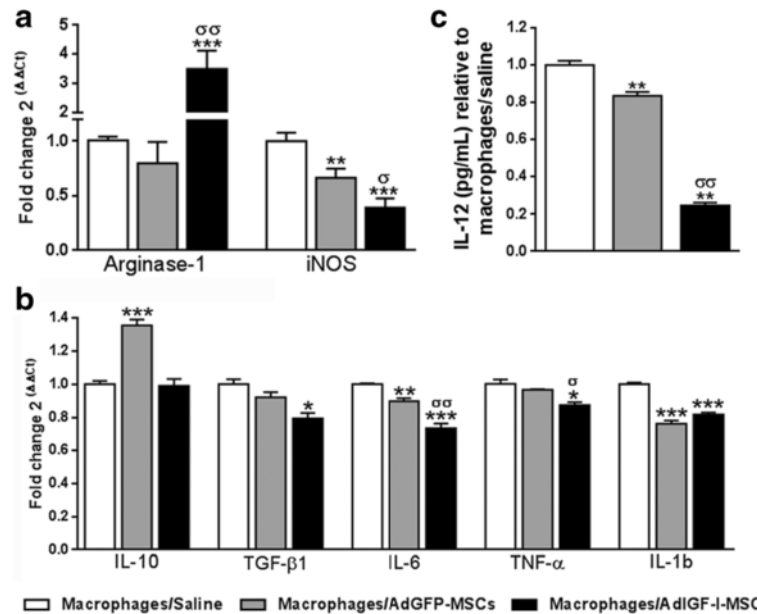 a
Fold change 2 (ΔΔCt)
5
4
3
2
1.0
0.5
0.0
σσ
***
**
σ
***
Arginase-1 iNOS
c
IL-12 (pg/mL) relative to
macrophages/saline
1.2
1.0
0.8
0.6
0.4
0.2
0.0
**
σσ
**
b
Fold change 2 (ΔΔCt)
1.4
1.2
1.0
0.8
0.6
0.4
0.2
0.0
***
*
**
σσ
***
σ
*
***
***
IL-10 TGF-β1 IL-6 TNF-α IL-1b
Macrophages/Saline Macrophages/AdGFP-MSCs Macrophages/AdIGF-I-MSC